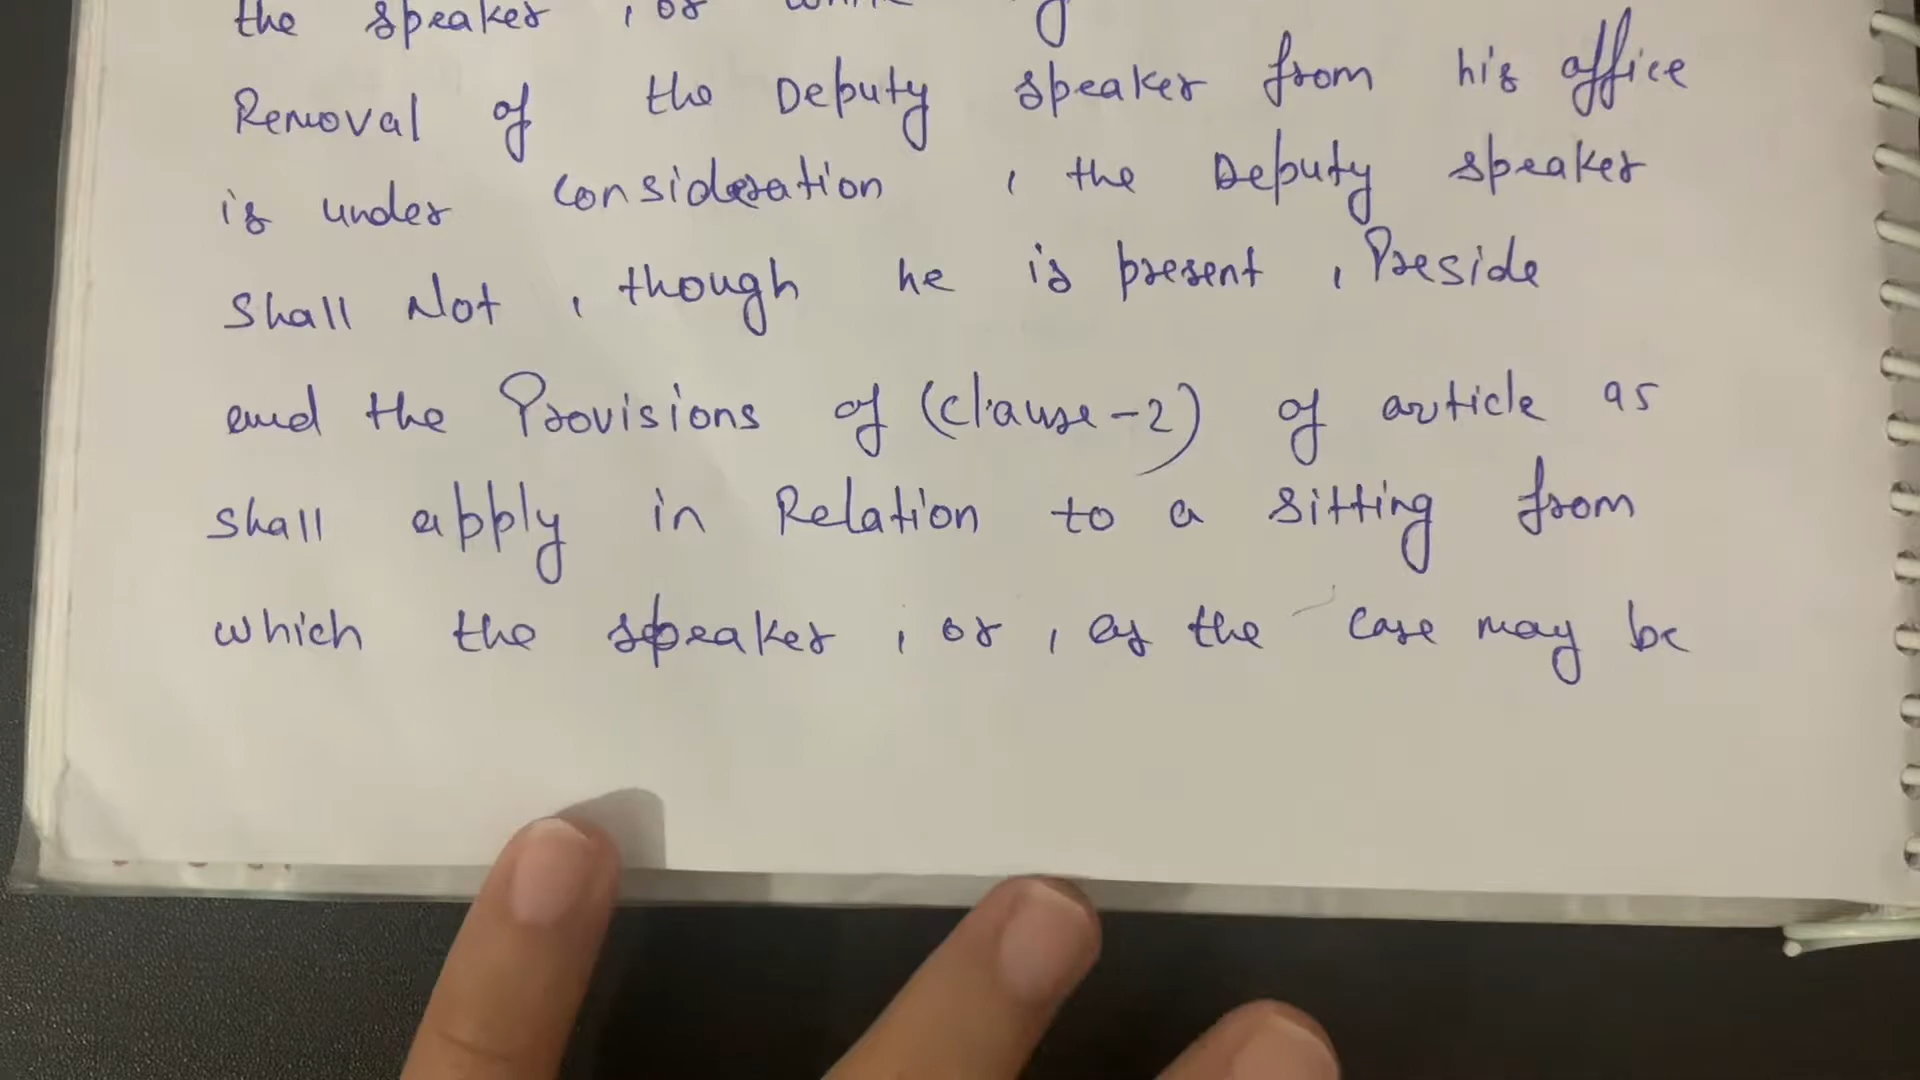 the speaker , or while
Removal of the Deputy speaker from his office
is under consideration , the Deputy speaker
shall Not , though he is present , Preside
and the Provisions of (clause-2) of article 95
shall apply in Relation to a sitting from
which the speaker , or , as the case may be